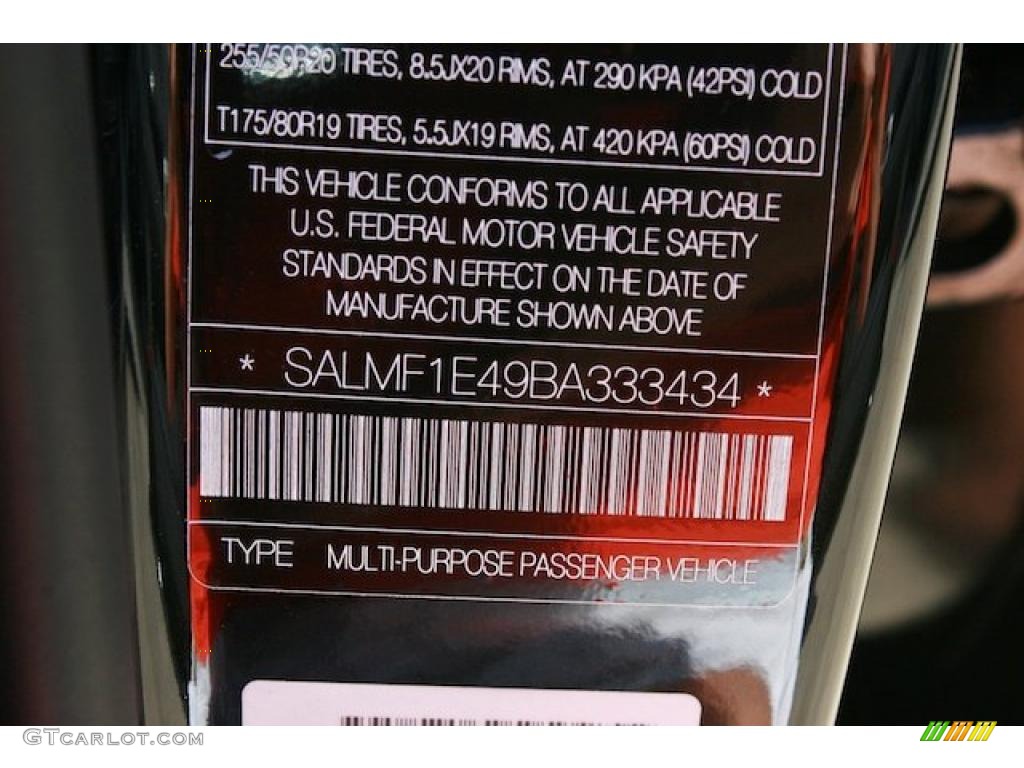 255/50R20 TIRES, 8.5JX20 RIMS, AT 290 KPA (42PSI) COLD
T175/80R19 TIRES, 5.5JX19 RIMS, AT 420 KPA (60PSI) COLD
THIS VEHICLE CONFORMS TO ALL APPLICABLE
U.S. FEDERAL MOTOR VEHICLE SAFETY
STANDARDS IN EFFECT ON THE DATE OF
MANUFACTURE SHOWN ABOVE
* SALMF1E49BA333434 *
TYPE MULTI-PURPOSE PASSENGER VEHICLE
GTCARLOT.COM